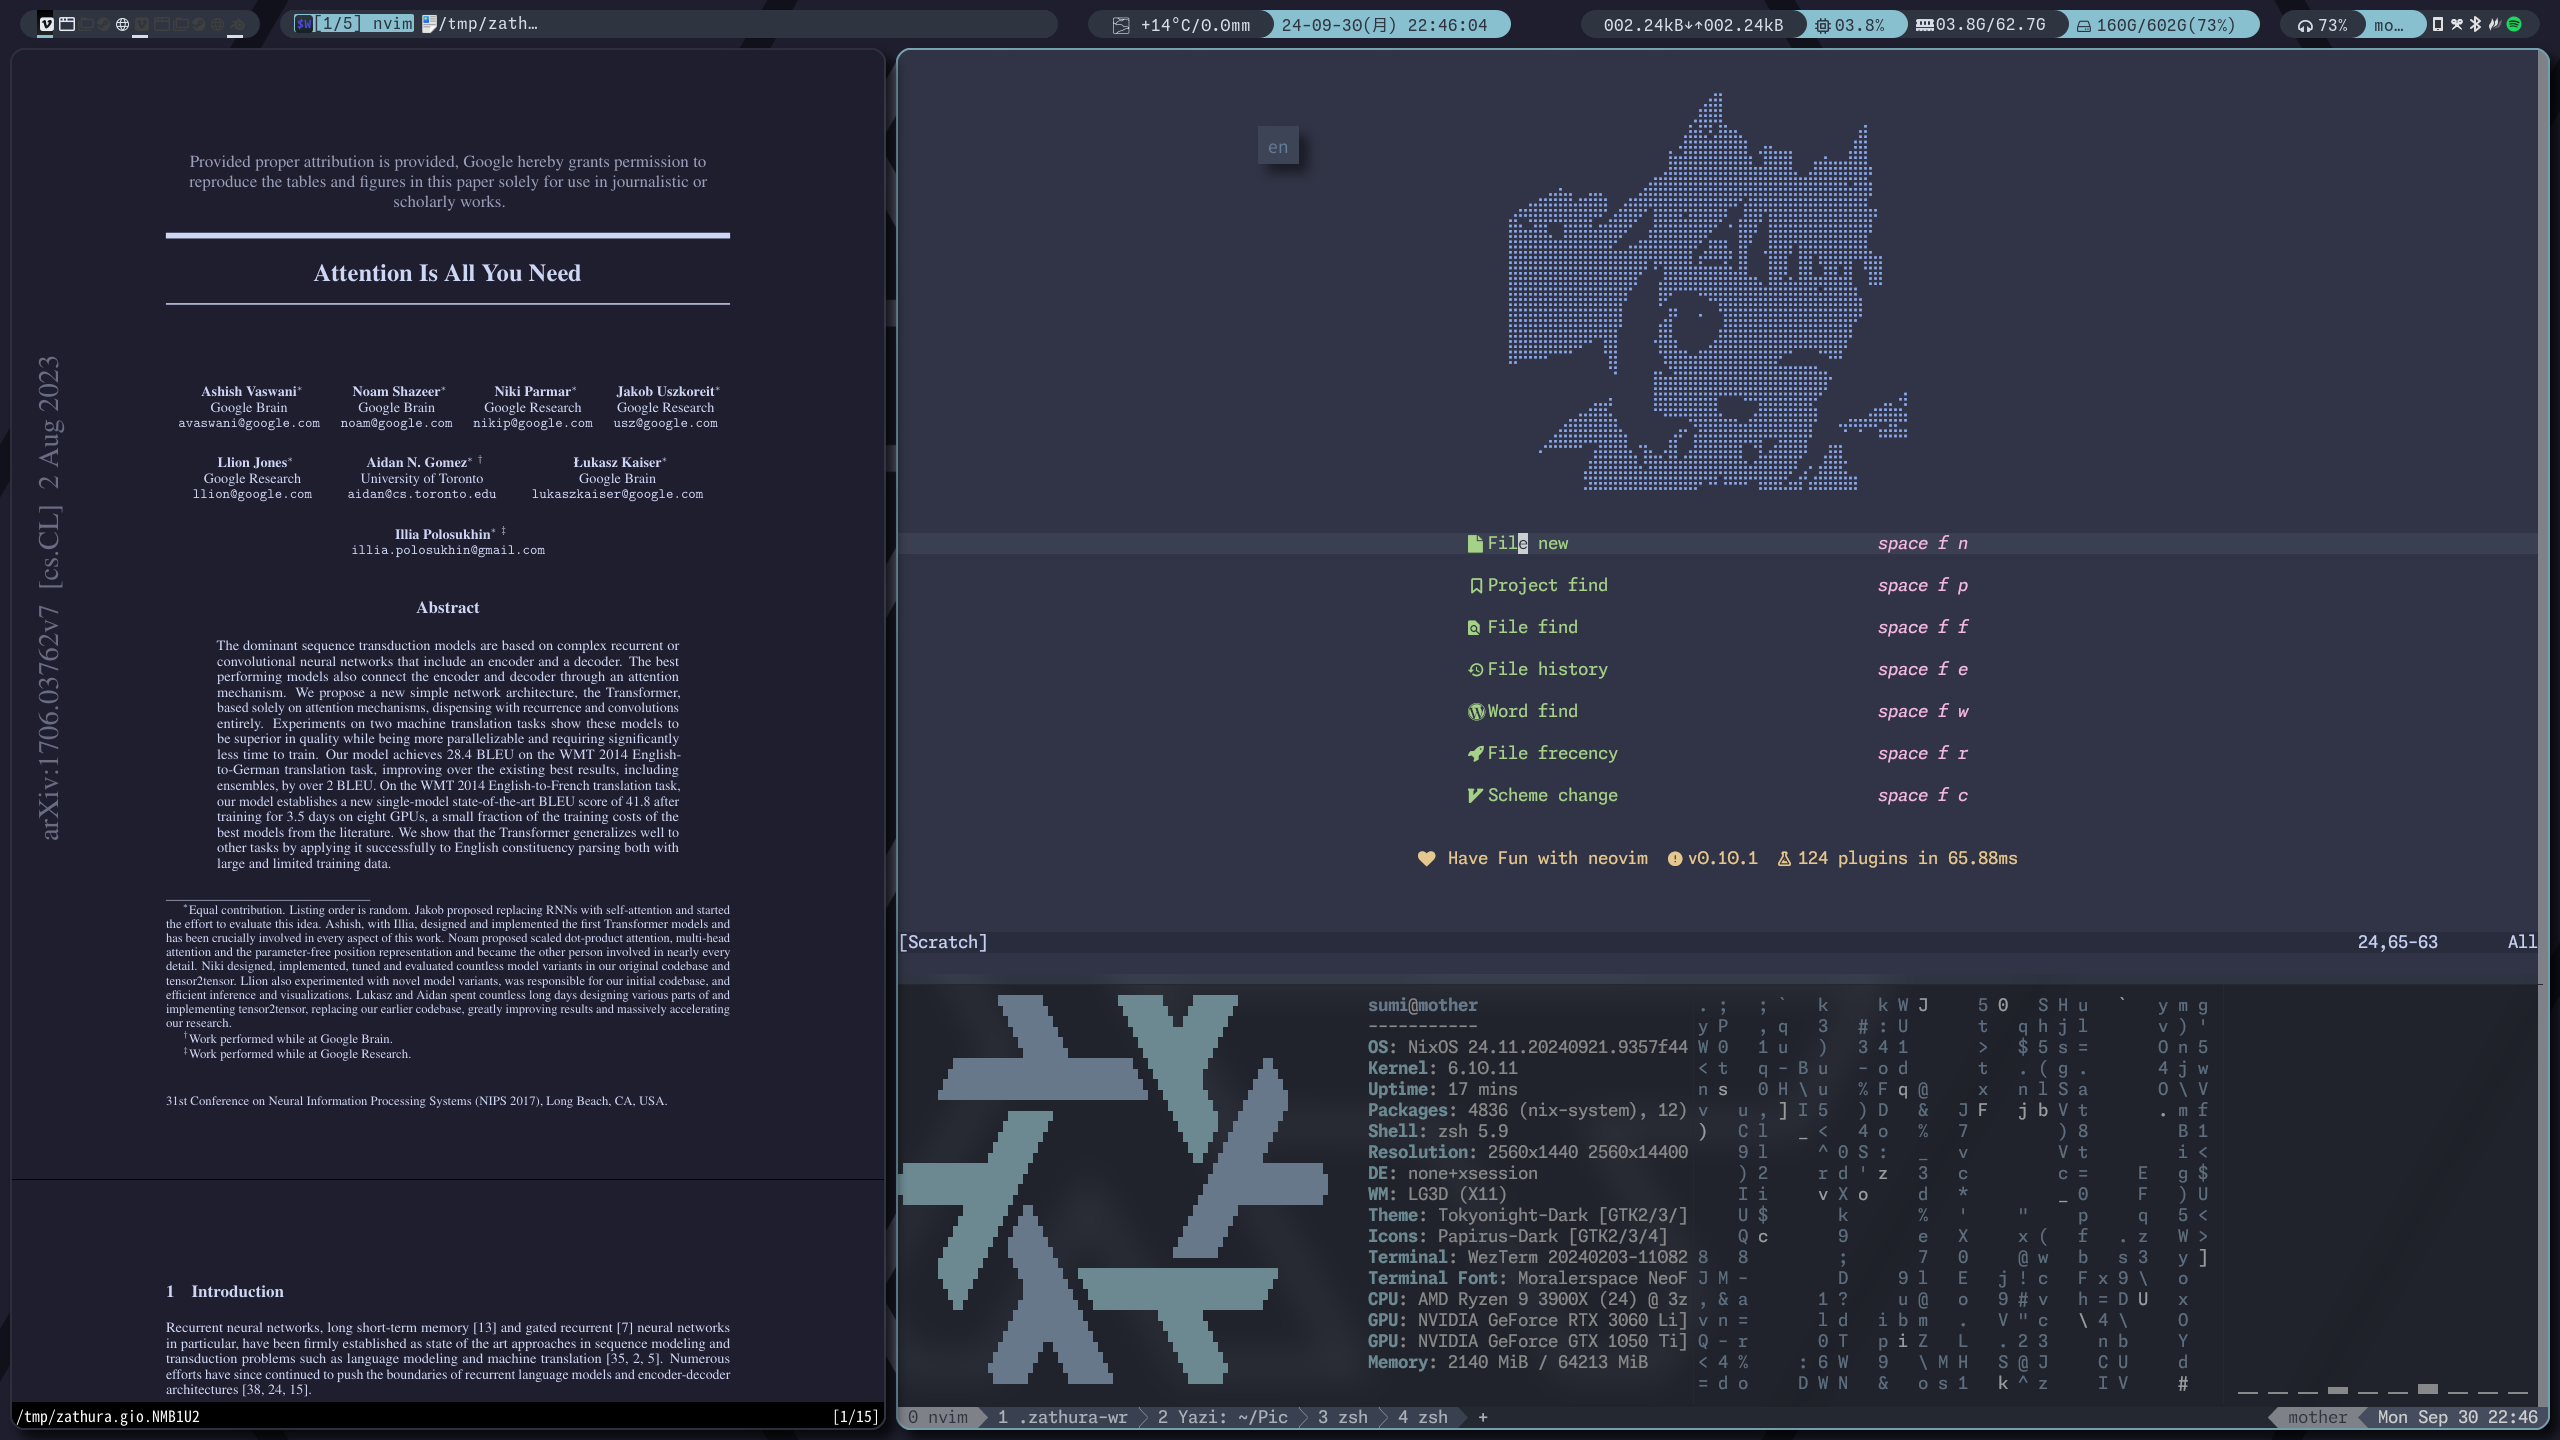 [1/5] nvim /tmp/zath…
+14°C/0.0mm
24-09-30(月) 22:46:04
002.24kB↓↑002.24kB
03.8%
03.8G/62.7G
160G/602G(73%)
73%
mo…
Provided proper attribution is provided, Google hereby grants permission to
reproduce the tables and figures in this paper solely for use in journalistic or
scholarly works.
Attention Is All You Need
Ashish Vaswani* Noam Shazeer* Niki Parmar* Jakob Uszkoreit*
Google Brain Google Brain Google Research Google Research
avaswani@google.com noam@google.com nikip@google.com usz@google.com
Llion Jones* Aidan N. Gomez* † Łukasz Kaiser*
Google Research University of Toronto Google Brain
llion@google.com aidan@cs.toronto.edu lukaszkaiser@google.com
Illia Polosukhin* ‡
illia.polosukhin@gmail.com
arXiv:1706.03762v7 [cs.CL] 2 Aug 2023
Abstract
The dominant sequence transduction models are based on complex recurrent or
convolutional neural networks that include an encoder and a decoder. The best
performing models also connect the encoder and decoder through an attention
mechanism. We propose a new simple network architecture, the Transformer,
based solely on attention mechanisms, dispensing with recurrence and convolutions
entirely. Experiments on two machine translation tasks show these models to
be superior in quality while being more parallelizable and requiring significantly
less time to train. Our model achieves 28.4 BLEU on the WMT 2014 English-
to-German translation task, improving over the existing best results, including
ensembles, by over 2 BLEU. On the WMT 2014 English-to-French translation task,
our model establishes a new single-model state-of-the-art BLEU score of 41.8 after
training for 3.5 days on eight GPUs, a small fraction of the training costs of the
best models from the literature. We show that the Transformer generalizes well to
other tasks by applying it successfully to English constituency parsing both with
large and limited training data.
*Equal contribution. Listing order is random. Jakob proposed replacing RNNs with self-attention and started
the effort to evaluate this idea. Ashish, with Illia, designed and implemented the first Transformer models and
has been crucially involved in every aspect of this work. Noam proposed scaled dot-product attention, multi-head
attention and the parameter-free position representation and became the other person involved in nearly every
detail. Niki designed, implemented, tuned and evaluated countless model variants in our original codebase and
tensor2tensor. Llion also experimented with novel model variants, was responsible for our initial codebase, and
efficient inference and visualizations. Lukasz and Aidan spent countless long days designing various parts of and
implementing tensor2tensor, replacing our earlier codebase, greatly improving results and massively accelerating
our research.
†Work performed while at Google Brain.
‡Work performed while at Google Research.
31st Conference on Neural Information Processing Systems (NIPS 2017), Long Beach, CA, USA.
1 Introduction
Recurrent neural networks, long short-term memory [13] and gated recurrent [7] neural networks
in particular, have been firmly established as state of the art approaches in sequence modeling and
transduction problems such as language modeling and machine translation [35, 2, 5]. Numerous
efforts have since continued to push the boundaries of recurrent language models and encoder-decoder
architectures [38, 24, 15].
/tmp/zathura.gio.NMB1U2 [1/15]
en
File new space f n
Project find space f p
File find space f f
File history space f e
Word find space f w
File frecency space f r
Scheme change space f c
Have Fun with neovim v0.10.1 124 plugins in 65.88ms
[Scratch] 24,65-63 All
sumi@mother
-----------
OS: NixOS 24.11.20240921.9357f44
Kernel: 6.10.11
Uptime: 17 mins
Packages: 4836 (nix-system), 12)
Shell: zsh 5.9
Resolution: 2560x1440 2560x14400
DE: none+xsession
WM: LG3D (X11)
Theme: Tokyonight-Dark [GTK2/3/]
Icons: Papirus-Dark [GTK2/3/4]
Terminal: WezTerm 20240203-11082
Terminal Font: Moralerspace NeoF
CPU: AMD Ryzen 9 3900X (24) @ 3z
GPU: NVIDIA GeForce RTX 3060 Li]
GPU: NVIDIA GeForce GTX 1050 Ti]
Memory: 2140 MiB / 64213 MiB
0 nvim 1 .zathura-wr 2 Yazi: ~/Pic 3 zsh 4 zsh +
mother Mon Sep 30 22:46